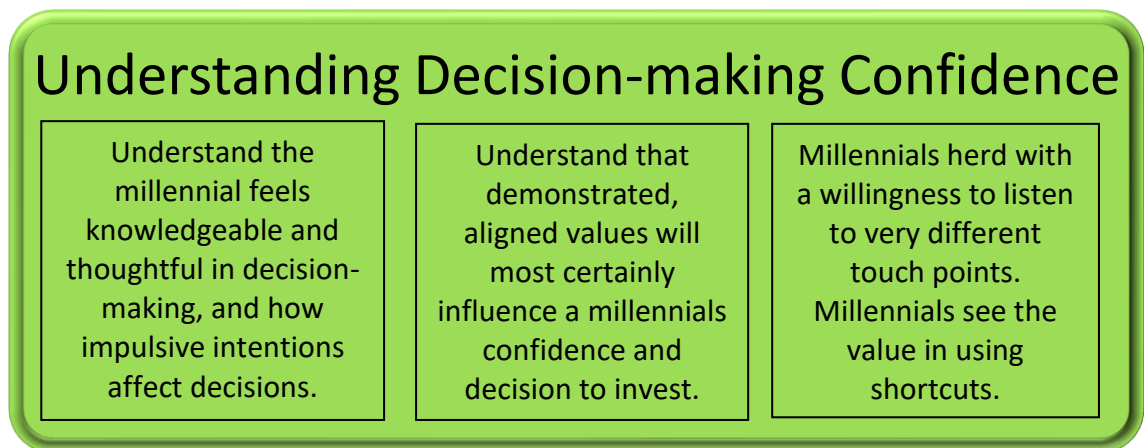 Understanding Decision-making Confidence
Understand the
millennial feels
knowledgeable and
thoughtful in decision-
making, and how
impulsive intentions
affect decisions.
Understand that
demonstrated,
aligned values will
most certainly
influence a millennials
confidence and
decision to invest.
Millennials herd with
a willingness to listen
to very different
touch points.
Millennials see the
value in using
shortcuts.